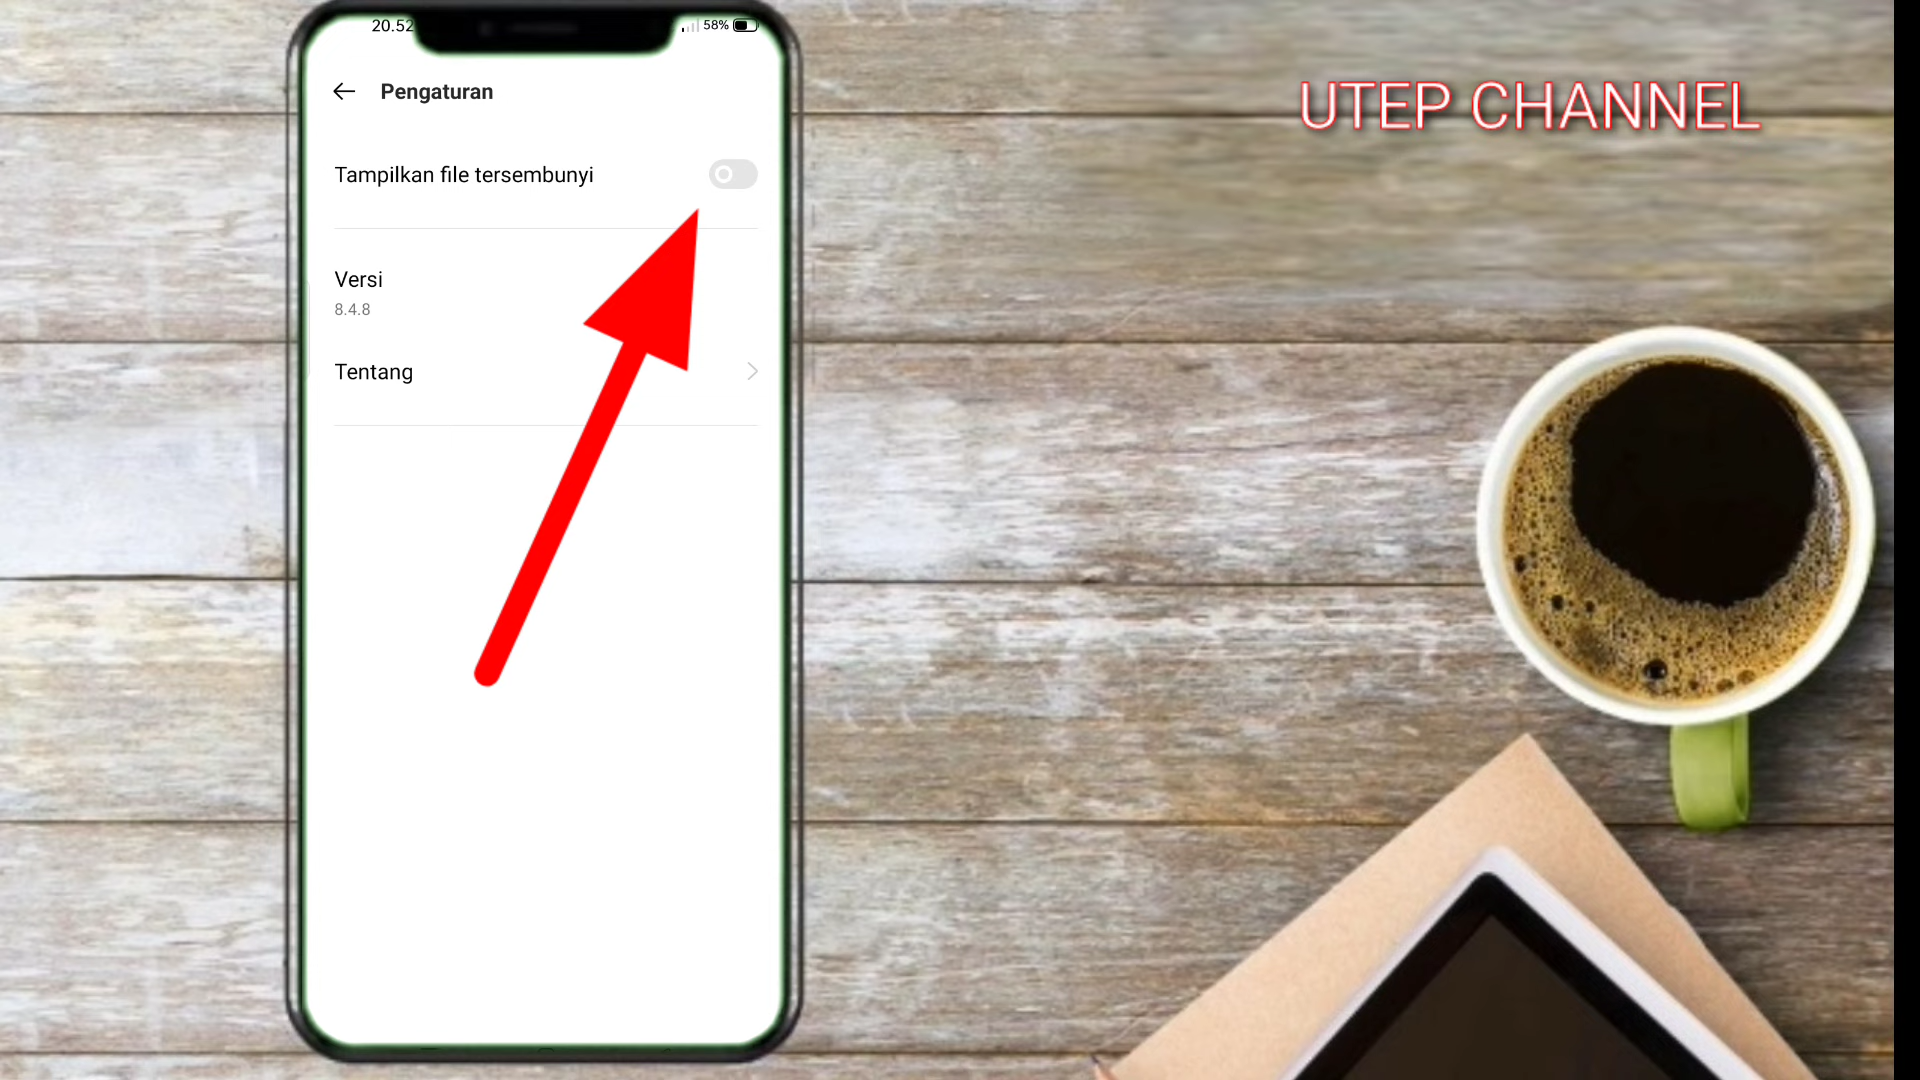 20.52
58%
Pengaturan
UTEP CHANNEL
Tampilkan file tersembunyi
Versi
8.4.8
Tentang